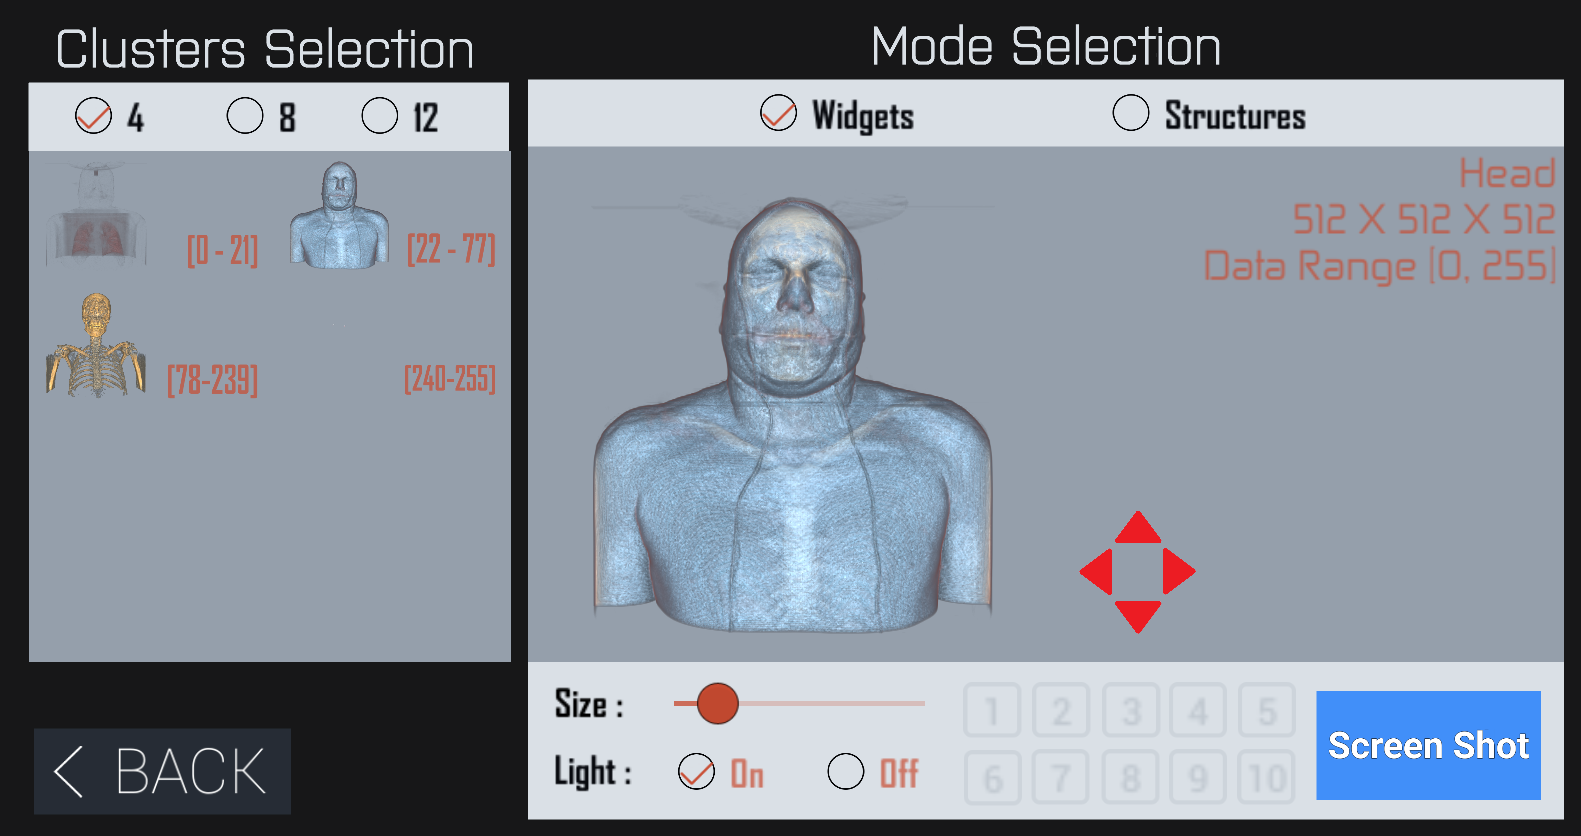 Clusters Selection
4 8 12
[0 - 21] [22 - 77]
[78-239] [240-255]
BACK
Mode Selection
Widgets Structures
Head
512 X 512 X 512
Data Range [0, 255]
Size :
Light : On Off
1 2 3 4 5
6 7 8 9 10
Screen Shot